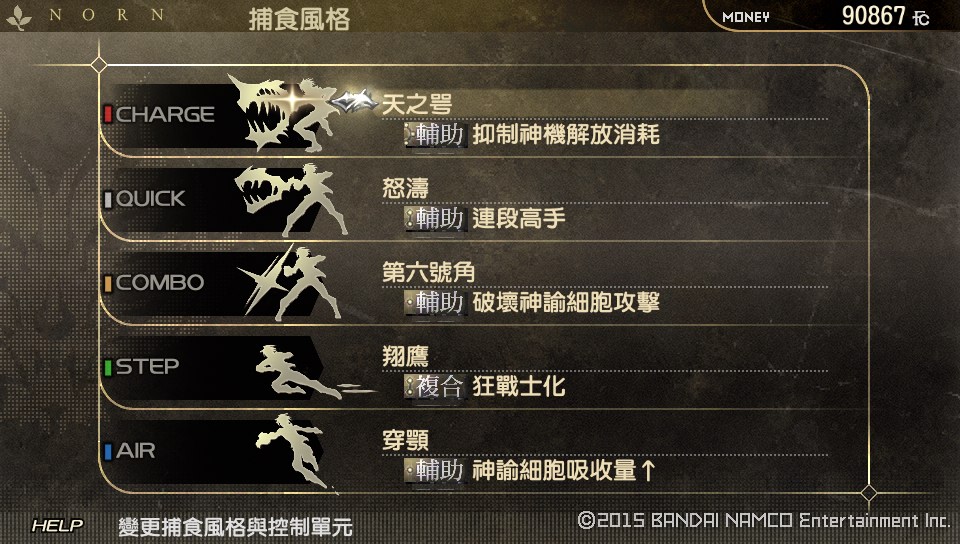 NORN
捕食風格
MONEY 90867 FC
CHARGE
天之咢
輔助 抑制神機解放消耗
QUICK
怒濤
輔助 連段高手
COMBO
第六號角
輔助 破壞神諭細胞攻擊
STEP
翔鷹
複合 狂戰士化
AIR
穿顎
輔助 神諭細胞吸收量↑
HELP 變更捕食風格與控制單元
©2015 BANDAI NAMCO Entertainment Inc.